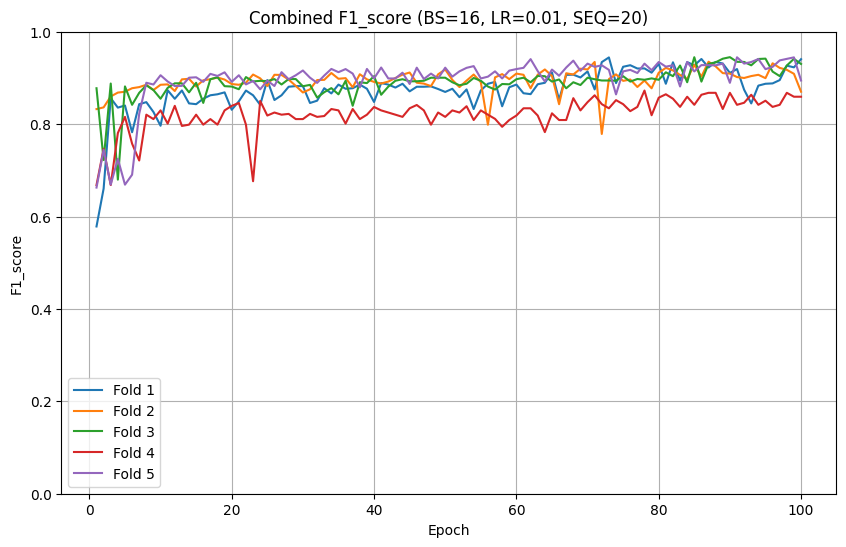 Combined F1_score (BS=16, LR=0.01, SEQ=20)
1.0
0.8
0.6
0.4
0.2
0.0
F1_score
Fold 1
Fold 2
Fold 3
Fold 4
Fold 5
0 20 40 60 80 100
Epoch